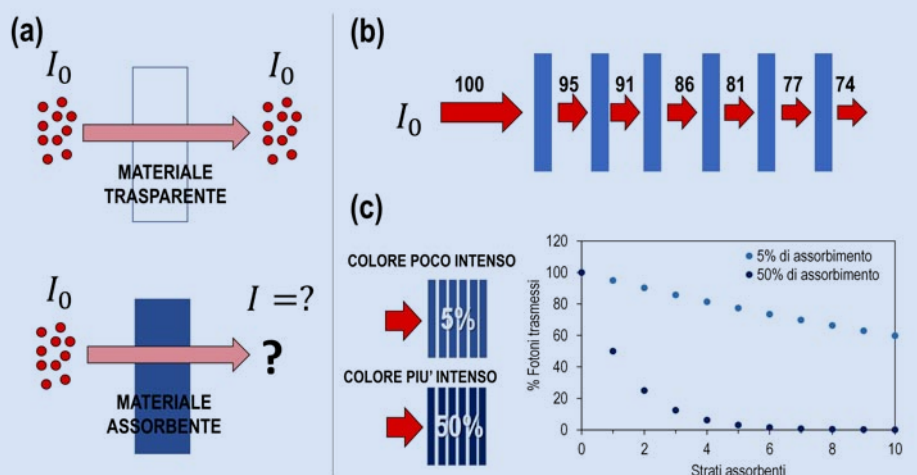 (a)
I₀
I₀
MATERIALE
TRASPARENTE
I₀
I =?
?
MATERIALE
ASSORBENTE
(b)
I₀
100
95
91
86
81
77
74
(c)
COLORE POCO INTENSO
5%
COLORE PIU' INTENSO
50%
% Fotoni trasmessi
120
100
80
60
40
20
0
5% di assorbimento
50% di assorbimento
0
2
4
6
8
10
Strati assorbenti